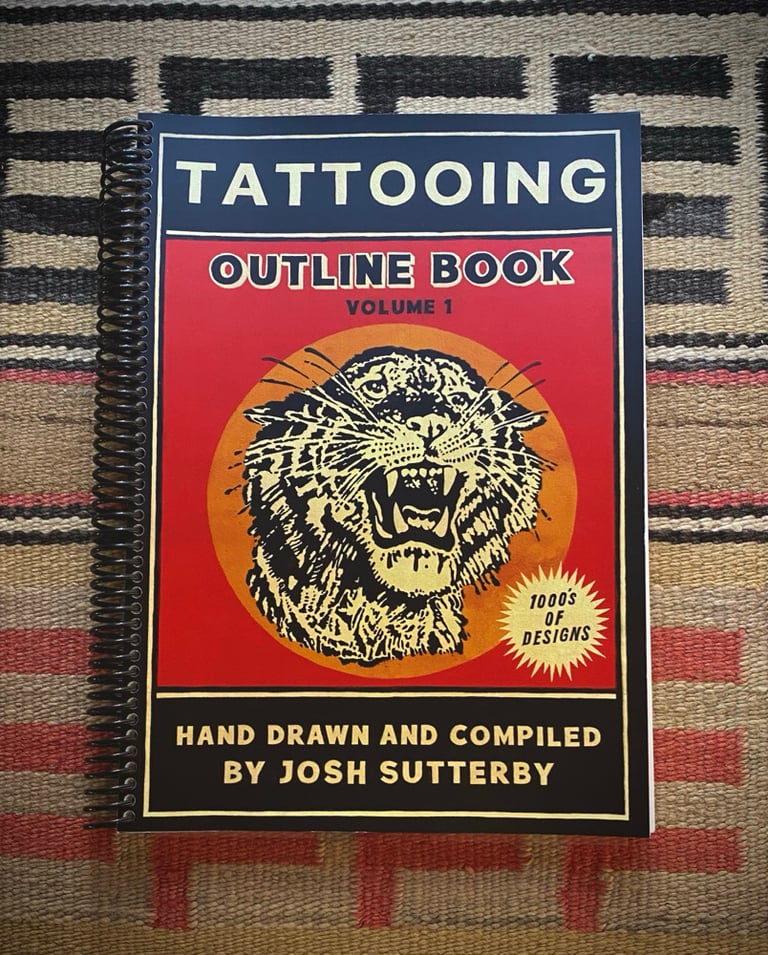 TATTOOING
OUTLINE BOOK
VOLUME 1
1000's
OF
DESIGNS
HAND DRAWN AND COMPILED
BY JOSH SUTTERBY